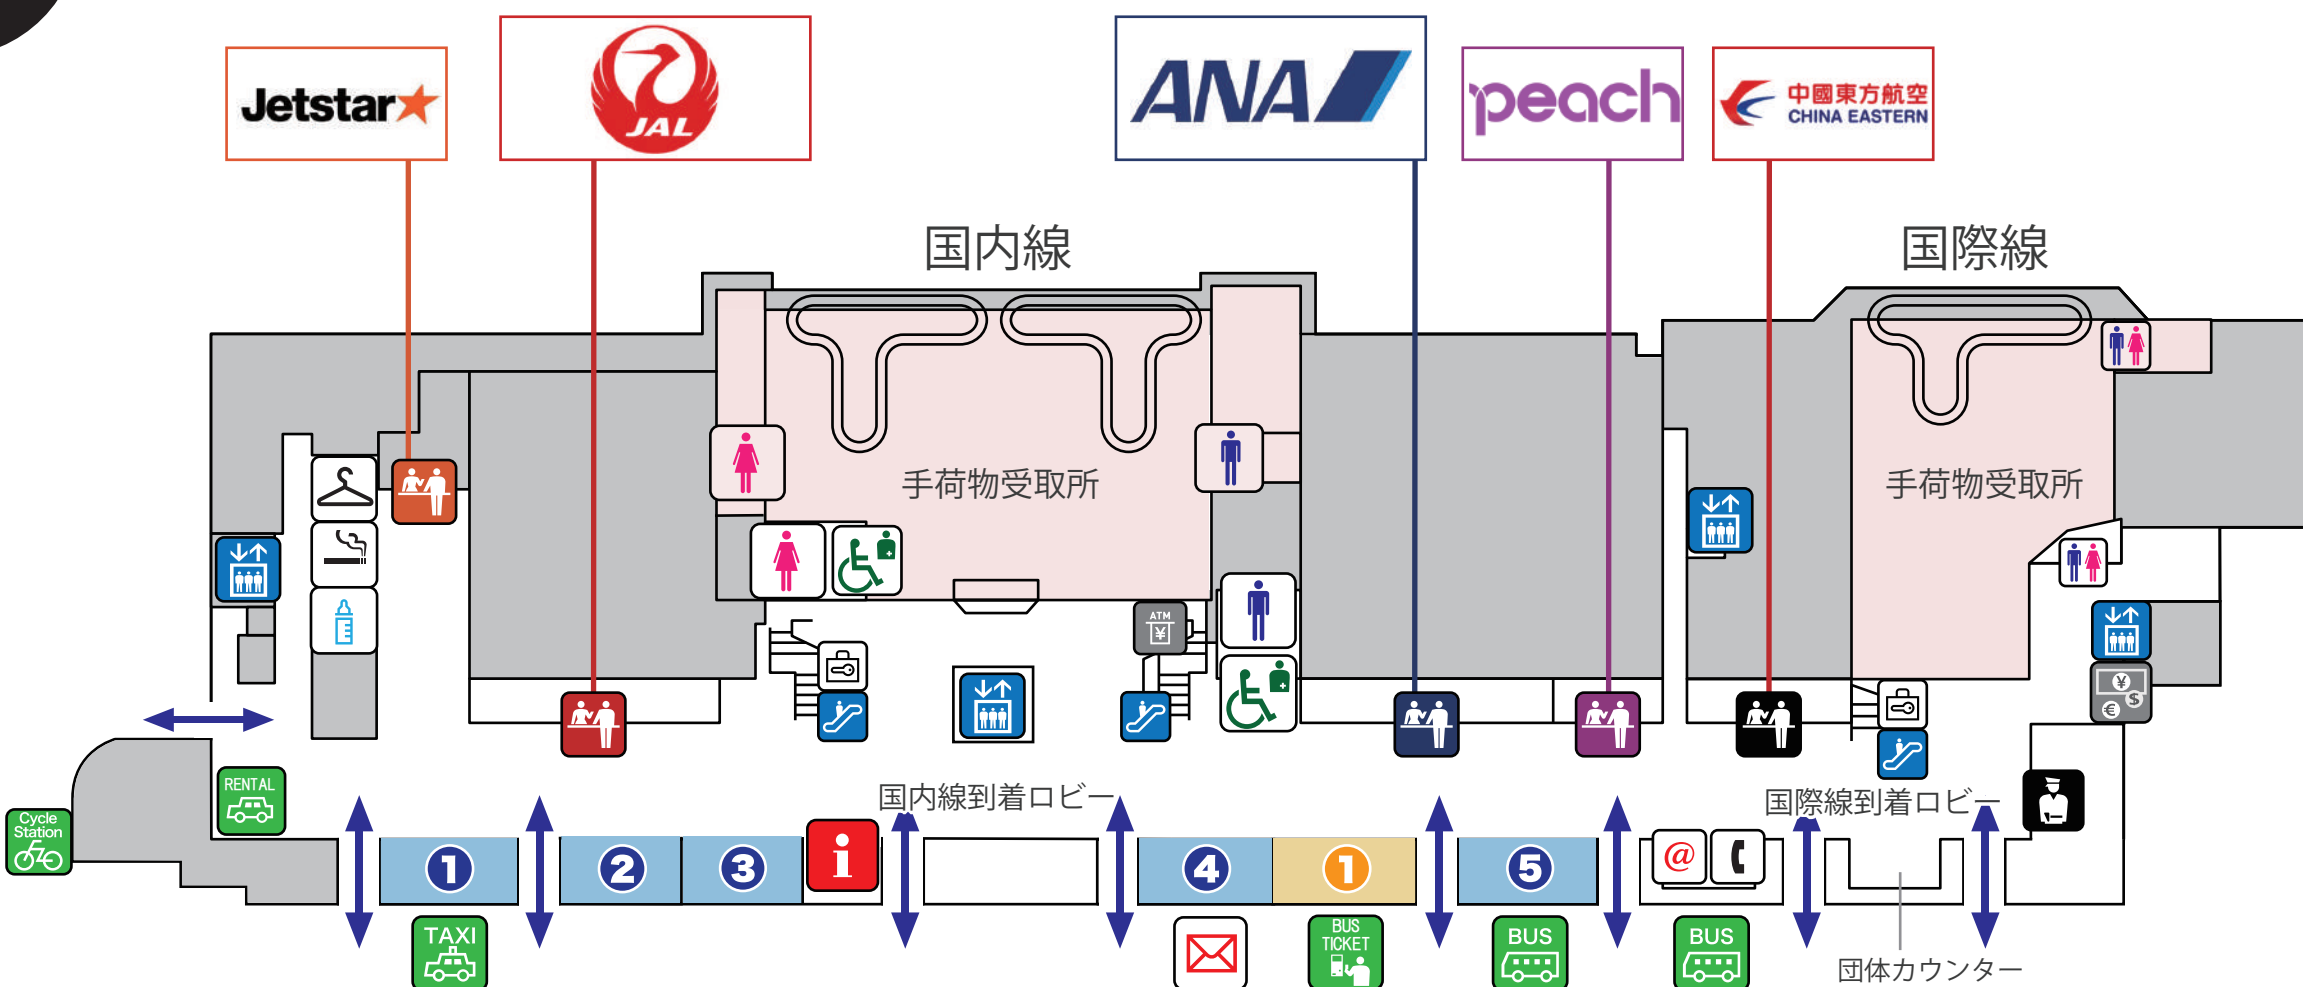 Jetstar
JAL
ANA
peach
中國東方航空
CHINA EASTERN
国内線
国際線
手荷物受取所
手荷物受取所
ATM
¥
¥
$
€
RENTAL
国内線到着ロビー
国際線到着ロビー
Cycle
Station
1
2
3
i
4
1
5
@
TAXI
BUS
TICKET
BUS
BUS
団体カウンター